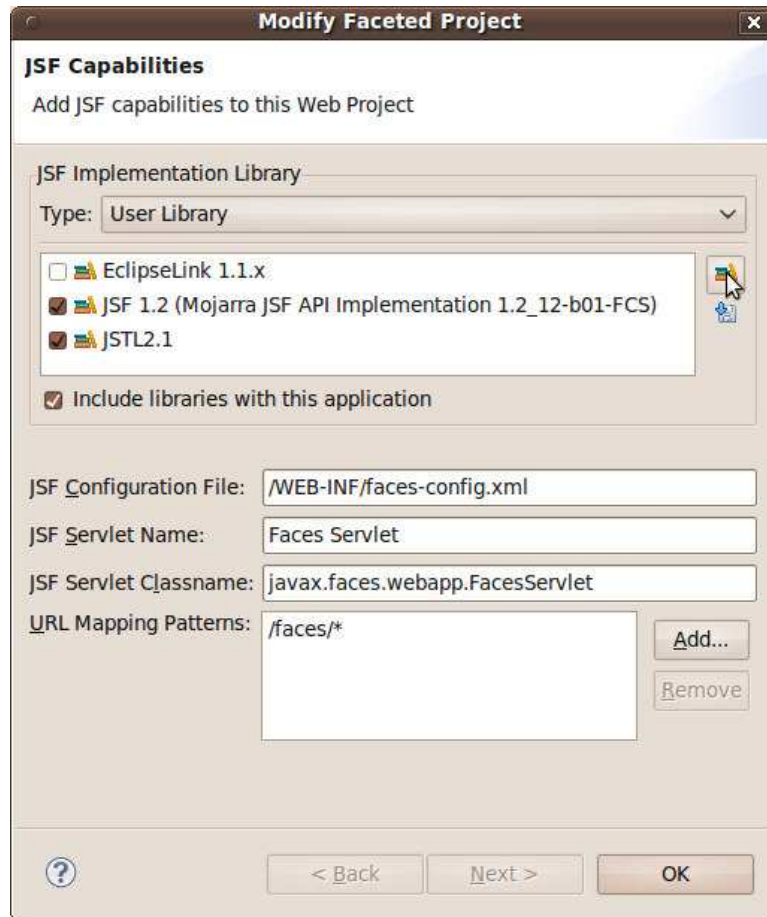 Modify Faceted Project
JSF Capabilities
Add JSF capabilities to this Web Project
JSF Implementation Library
Type: User Library
EclipseLink 1.1.x
JSF 1.2 (Mojarra JSF API Implementation 1.2_12-b01-FCS)
JSTL2.1
Include libraries with this application
JSF Configuration File: /WEB-INF/faces-config.xml
JSF Servlet Name: Faces Servlet
JSF Servlet Classname: javax.faces.webapp.FacesServlet
URL Mapping Patterns: /faces/*
Add...
Remove
? < Back Next > OK